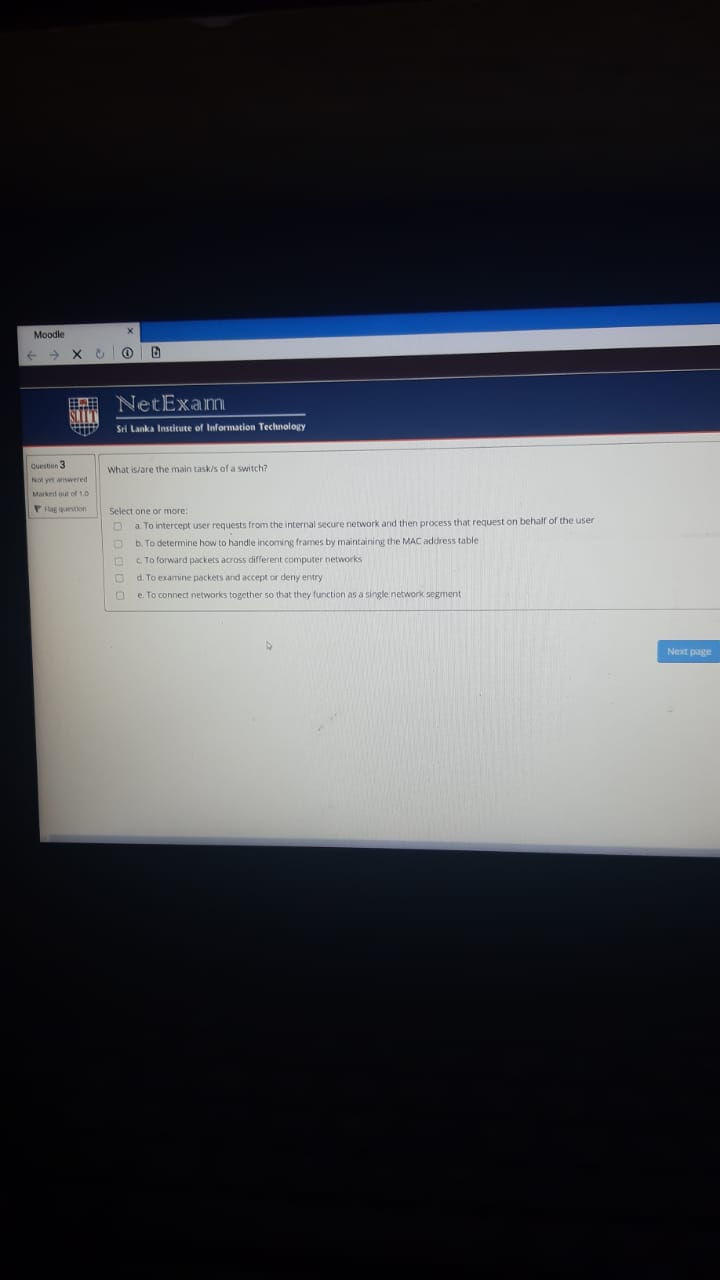 Moodle
NetExam
SLIIT
Sri Lanka Institute of Information Technology
Question 3
Not yet answered
Marked out of 1.0
Flag question
What is/are the main task/s of a switch?
Select one or more:
a. To intercept user requests from the internal secure network and then process that request on behalf of the user
b. To determine how to handle incoming frames by maintaining the MAC address table
c. To forward packets across different computer networks
d. To examine packets and accept or deny entry
e. To connect networks together so that they function as a single network segment
Next page